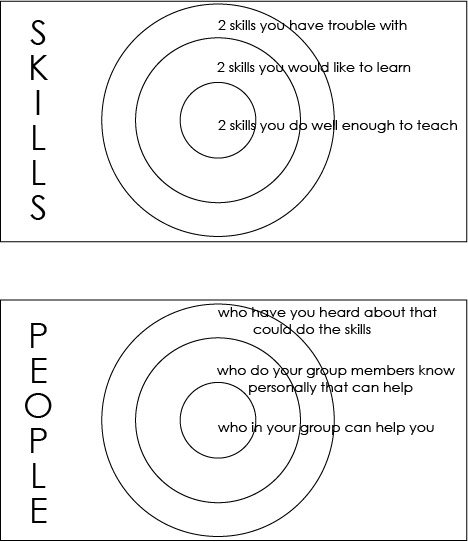 SKILLS
2 skills you have trouble with
2 skills you would like to learn
2 skills you do well enough to teach
PEOPLE
who have you heard about that
could do the skills
who do your group members know
personally that can help
who in your group can help you